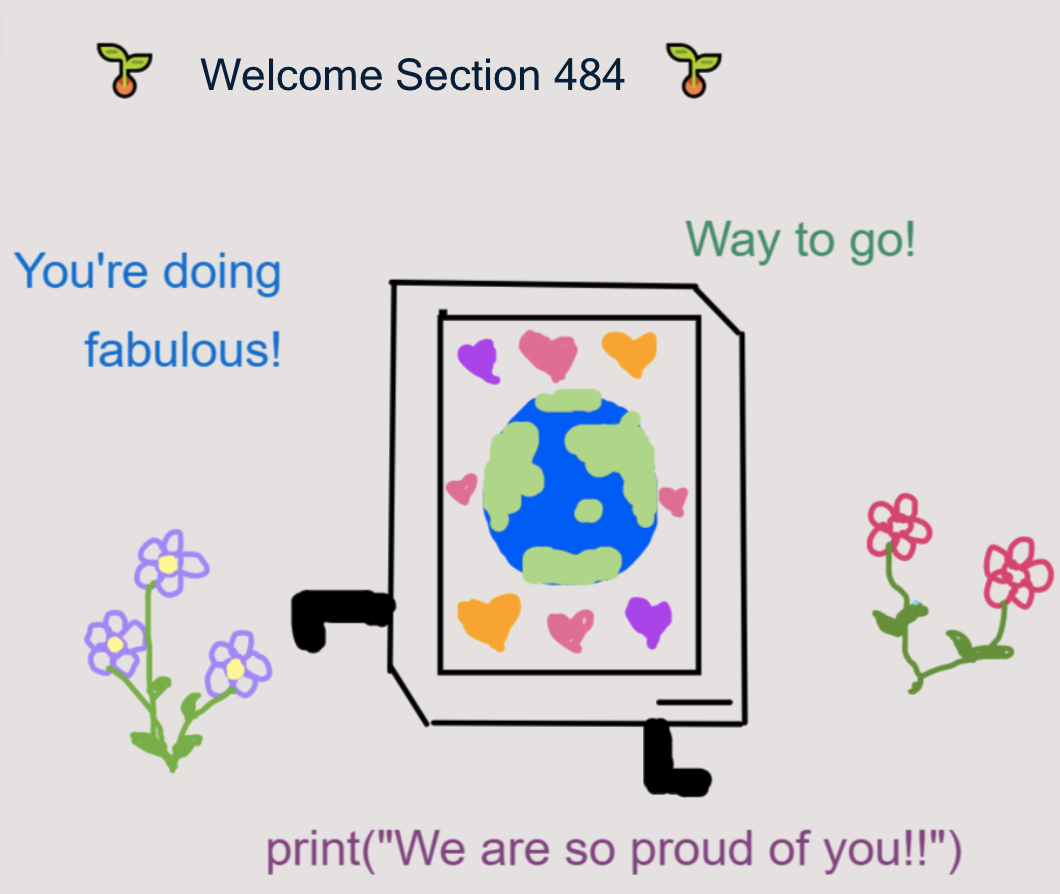 Welcome Section 484
Way to go!
You're doing
fabulous!
print("We are so proud of you!!")